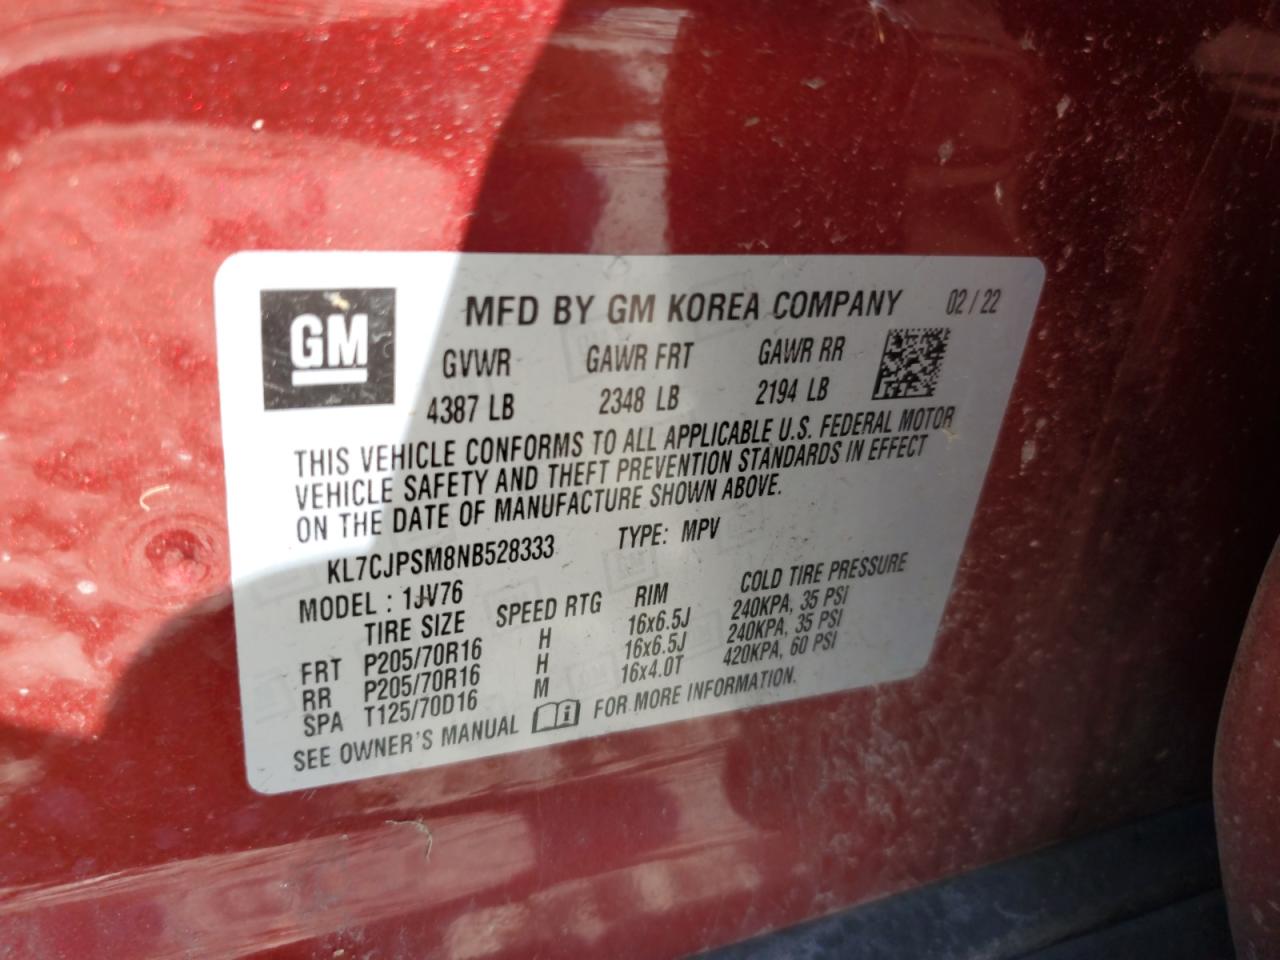 GM
MFD BY GM KOREA COMPANY 02 / 22
GVWR GAWR FRT GAWR RR
4387 LB 2348 LB 2194 LB
THIS VEHICLE CONFORMS TO ALL APPLICABLE U.S. FEDERAL MOTOR
VEHICLE SAFETY AND THEFT PREVENTION STANDARDS IN EFFECT
ON THE DATE OF MANUFACTURE SHOWN ABOVE.
KL7CJPSM8NB528333 TYPE: MPV
MODEL : 1JV76
TIRE SIZE SPEED RTG RIM COLD TIRE PRESSURE
FRT P205/70R16 H 16x6.5J 240KPA, 35 PSI
RR P205/70R16 H 16x6.5J 240KPA, 35 PSI
SPA T125/70D16 M 16x4.0T 420KPA, 60 PSI
SEE OWNER'S MANUAL i FOR MORE INFORMATION.